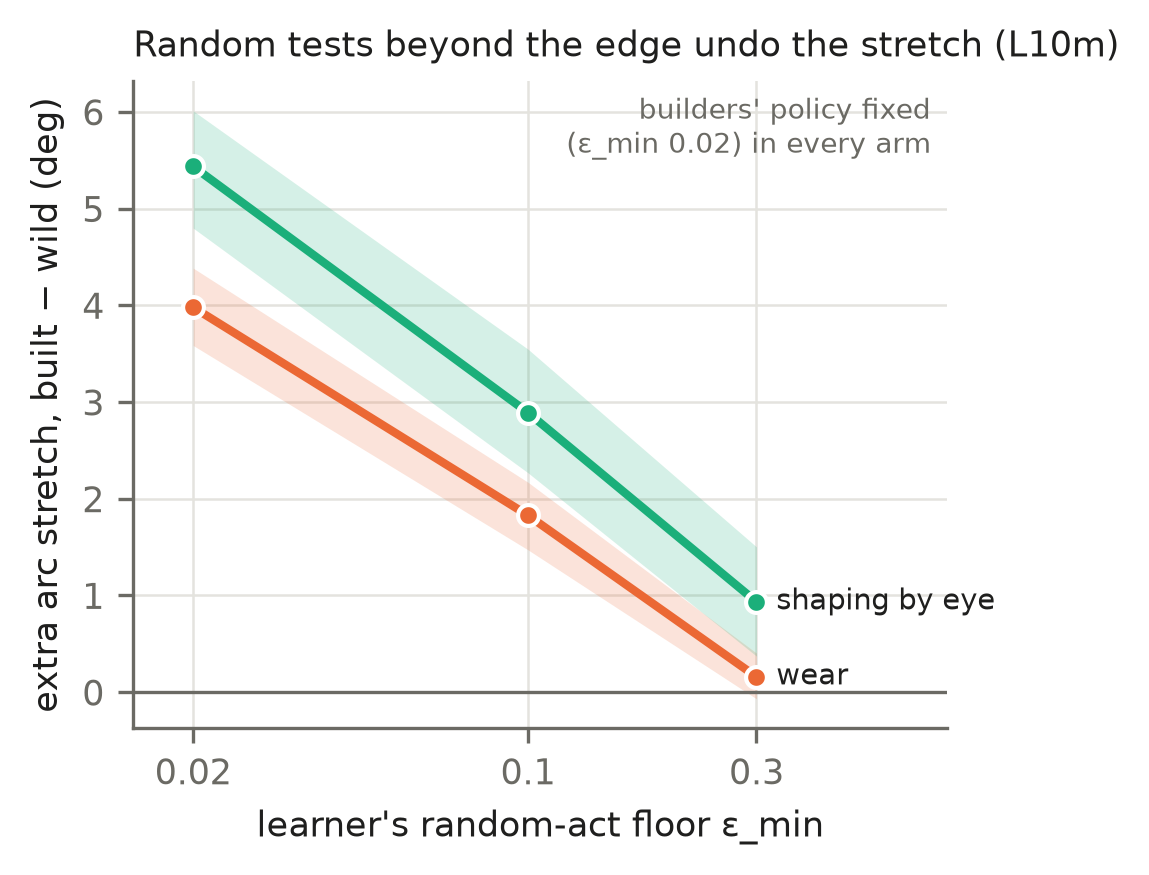 Random tests beyond the edge undo the stretch (L10m)
builders' policy fixed
(ε_min 0.02) in every arm
extra arc stretch, built − wild (deg)
6
5
4
3
2
1
0
shaping by eye
wear
0.02
0.1
0.3
learner's random-act floor ε_min